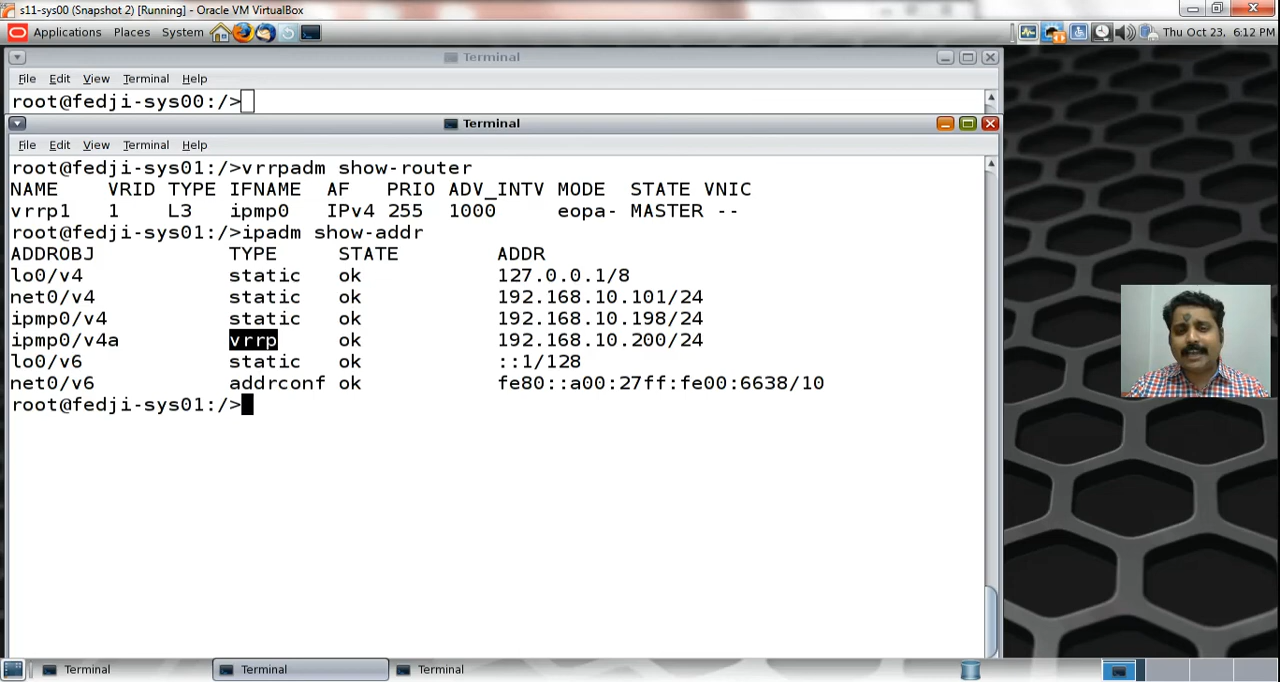 s11-sys00 (Snapshot 2) [Running] - Oracle VM VirtualBox
Applications Places System Thu Oct 23, 6:12 PM
Terminal
File Edit View Terminal Help
root@fedji-sys00:/>
Terminal
File Edit View Terminal Help
root@fedji-sys01:/>vrrpadm show-router
NAME VRID TYPE IFNAME AF PRIO ADV_INTV MODE STATE VNIC
vrrp1 1 L3 ipmp0 IPv4 255 1000 eopa- MASTER --
root@fedji-sys01:/>ipadm show-addr
ADDROBJ TYPE STATE ADDR
lo0/v4 static ok 127.0.0.1/8
net0/v4 static ok 192.168.10.101/24
ipmp0/v4 static ok 192.168.10.198/24
ipmp0/v4a vrrp ok 192.168.10.200/24
lo0/v6 static ok ::1/128
net0/v6 addrconf ok fe80::a00:27ff:fe00:6638/10
root@fedji-sys01:/>
Terminal Terminal Terminal